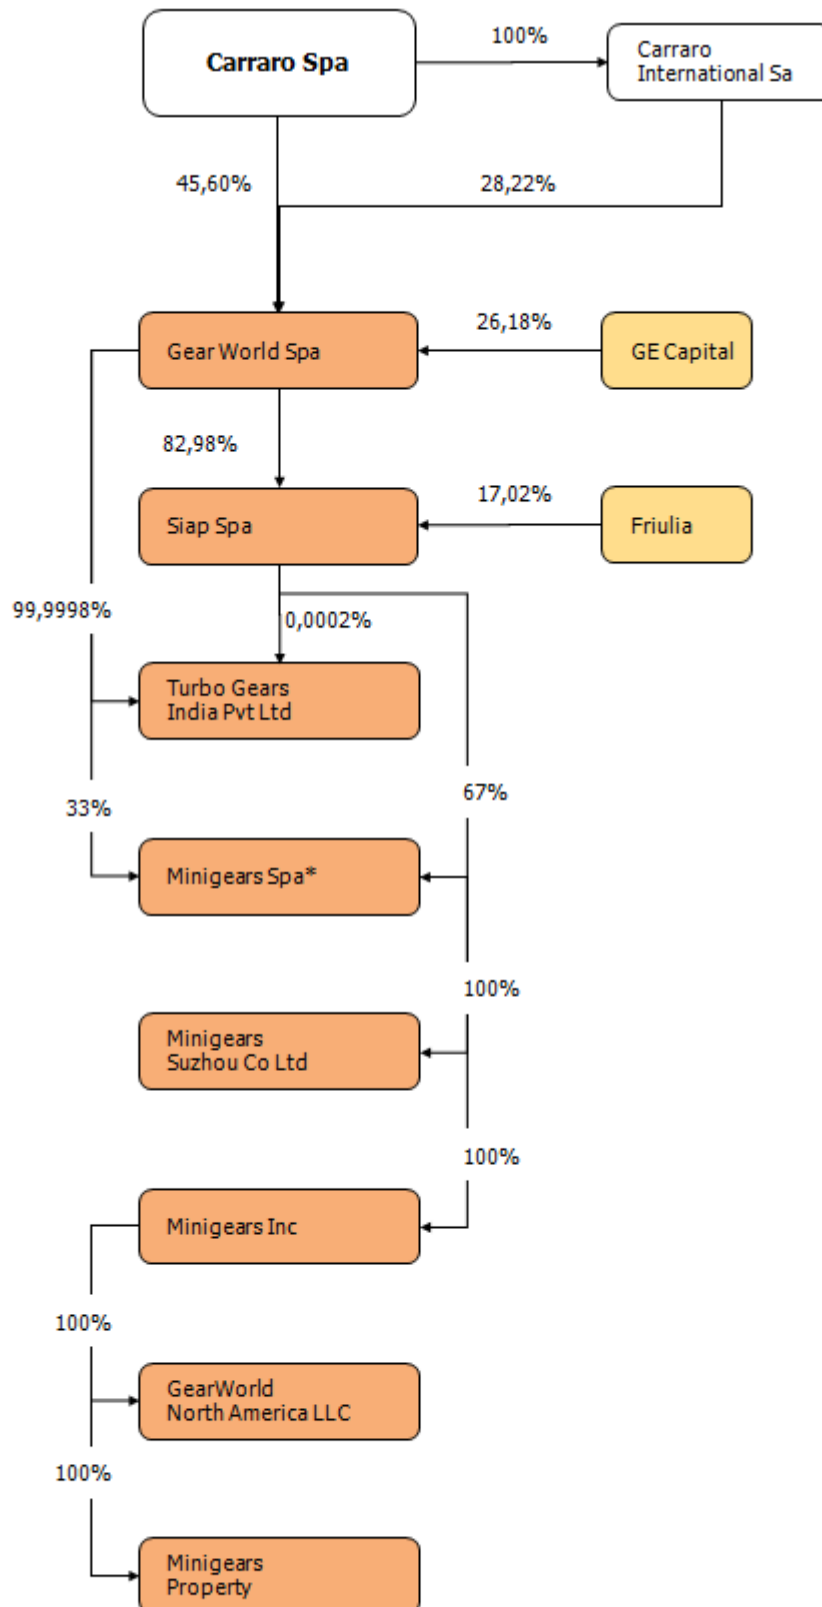 Carraro Spa
100%
Carraro
International Sa
45,60%
28,22%
Gear World Spa
26,18%
GE Capital
82,98%
Siap Spa
17,02%
Friulia
99,9998%
0,0002%
Turbo Gears
India Pvt Ltd
33%
67%
Minigears Spa*
100%
Minigears
Suzhou Co Ltd
100%
Minigears Inc
100%
GearWorld
North America LLC
100%
Minigears
Property